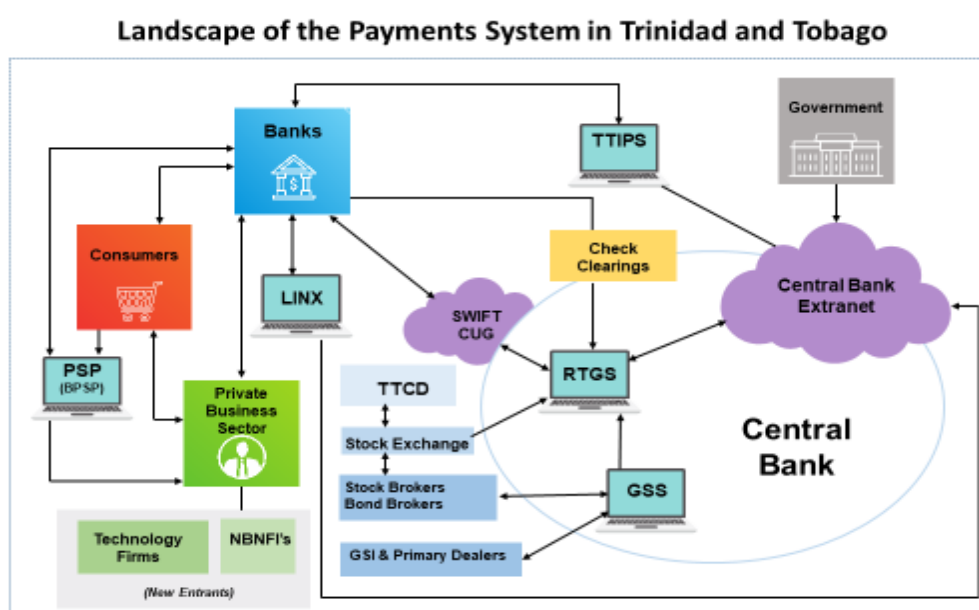 Landscape of the Payments System in Trinidad and Tobago
Banks
$
TTIPS
Government
Consumers
Check
Clearings
Central Bank
Extranet
LINX
SWIFT
CUG
PSP
(BPSP)
Private
Business
Sector
TTCD
RTGS
Stock Exchange
Central
Bank
Stock Brokers
Bond Brokers
GSS
GSI & Primary Dealers
Technology
Firms
NBNFI's
(New Entrants)